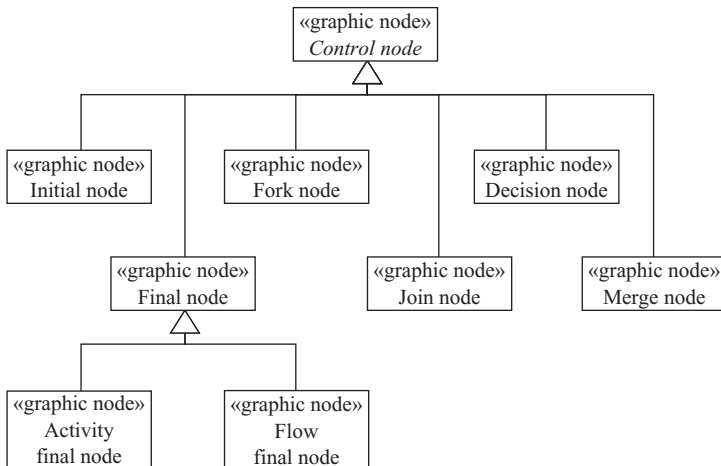 «graphic node»
Control node
«graphic node»
Initial node
«graphic node»
Fork node
«graphic node»
Decision node
«graphic node»
Final node
«graphic node»
Join node
«graphic node»
Merge node
«graphic node»
Activity
final node
«graphic node»
Flow
final node